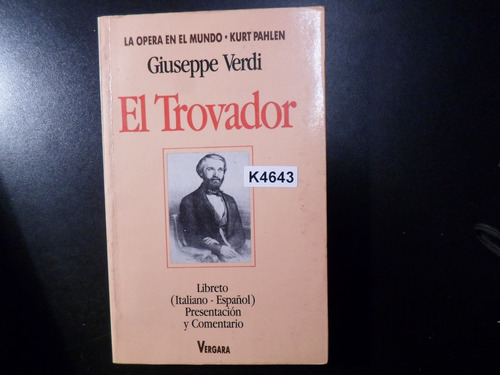 LA OPERA EN EL MUNDO • KURT PAHLEN
Giuseppe Verdi
El Trovador
K4643
Libreto
(Italiano - Español)
Presentación
y Comentario
VERGARA